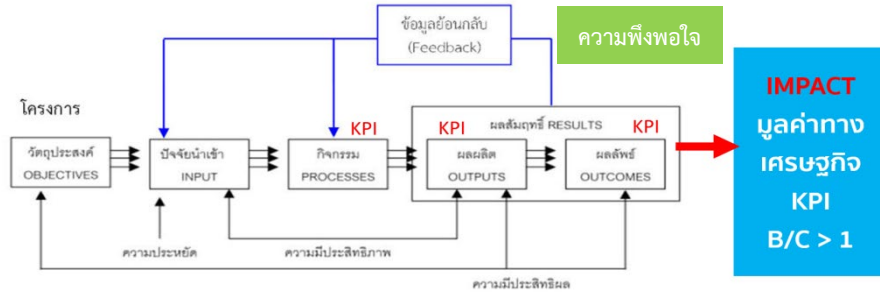 ข้อมูลย้อนกลับ
(Feedback)
ความพึงพอใจ
โครงการ
วัตถุประสงค์
OBJECTIVES
ปัจจัยนำเข้า
INPUT
KPI
กิจกรรม
PROCESSES
ผลสัมฤทธิ์ RESULTS
KPI
ผลผลิต
OUTPUTS
KPI
ผลลัพธ์
OUTCOMES
IMPACT
มูลค่าทาง
เศรษฐกิจ
KPI
B/C > 1
ความประหยัด
ความมีประสิทธิภาพ
ความมีประสิทธิผล